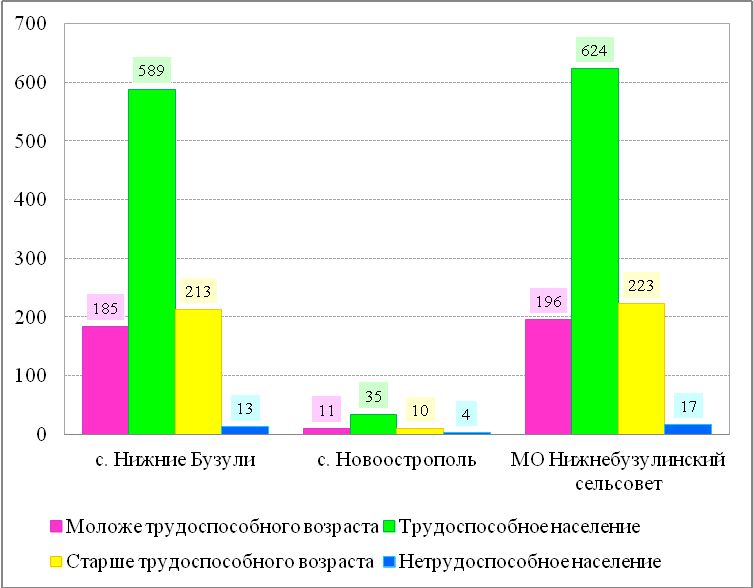 700
600
500
400
300
200
100
0
589
624
185
213
13
11
35
10
4
196
223
17
с. Нижние Бузули
с. Новоострополь
МО Нижнебузулинский
сельсовет
Моложе трудоспособного возраста
Трудоспособное население
Старше трудоспособного возраста
Нетрудоспособное население